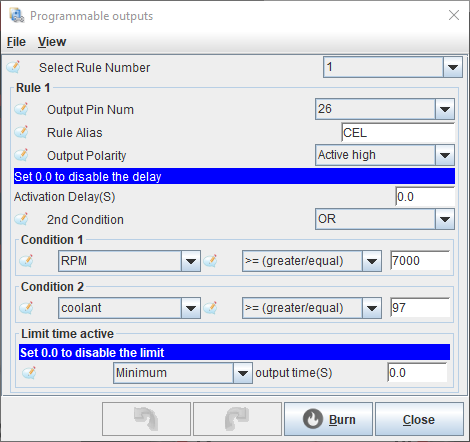 Programmable outputs
File View
Select Rule Number 1
Rule 1
Output Pin Num 26
Rule Alias CEL
Output Polarity Active high
Set 0.0 to disable the delay
Activation Delay(S) 0.0
2nd Condition OR
Condition 1
RPM >= (greater/equal) 7000
Condition 2
coolant >= (greater/equal) 97
Limit time active
Set 0.0 to disable the limit
Minimum output time(S) 0.0
Burn Close